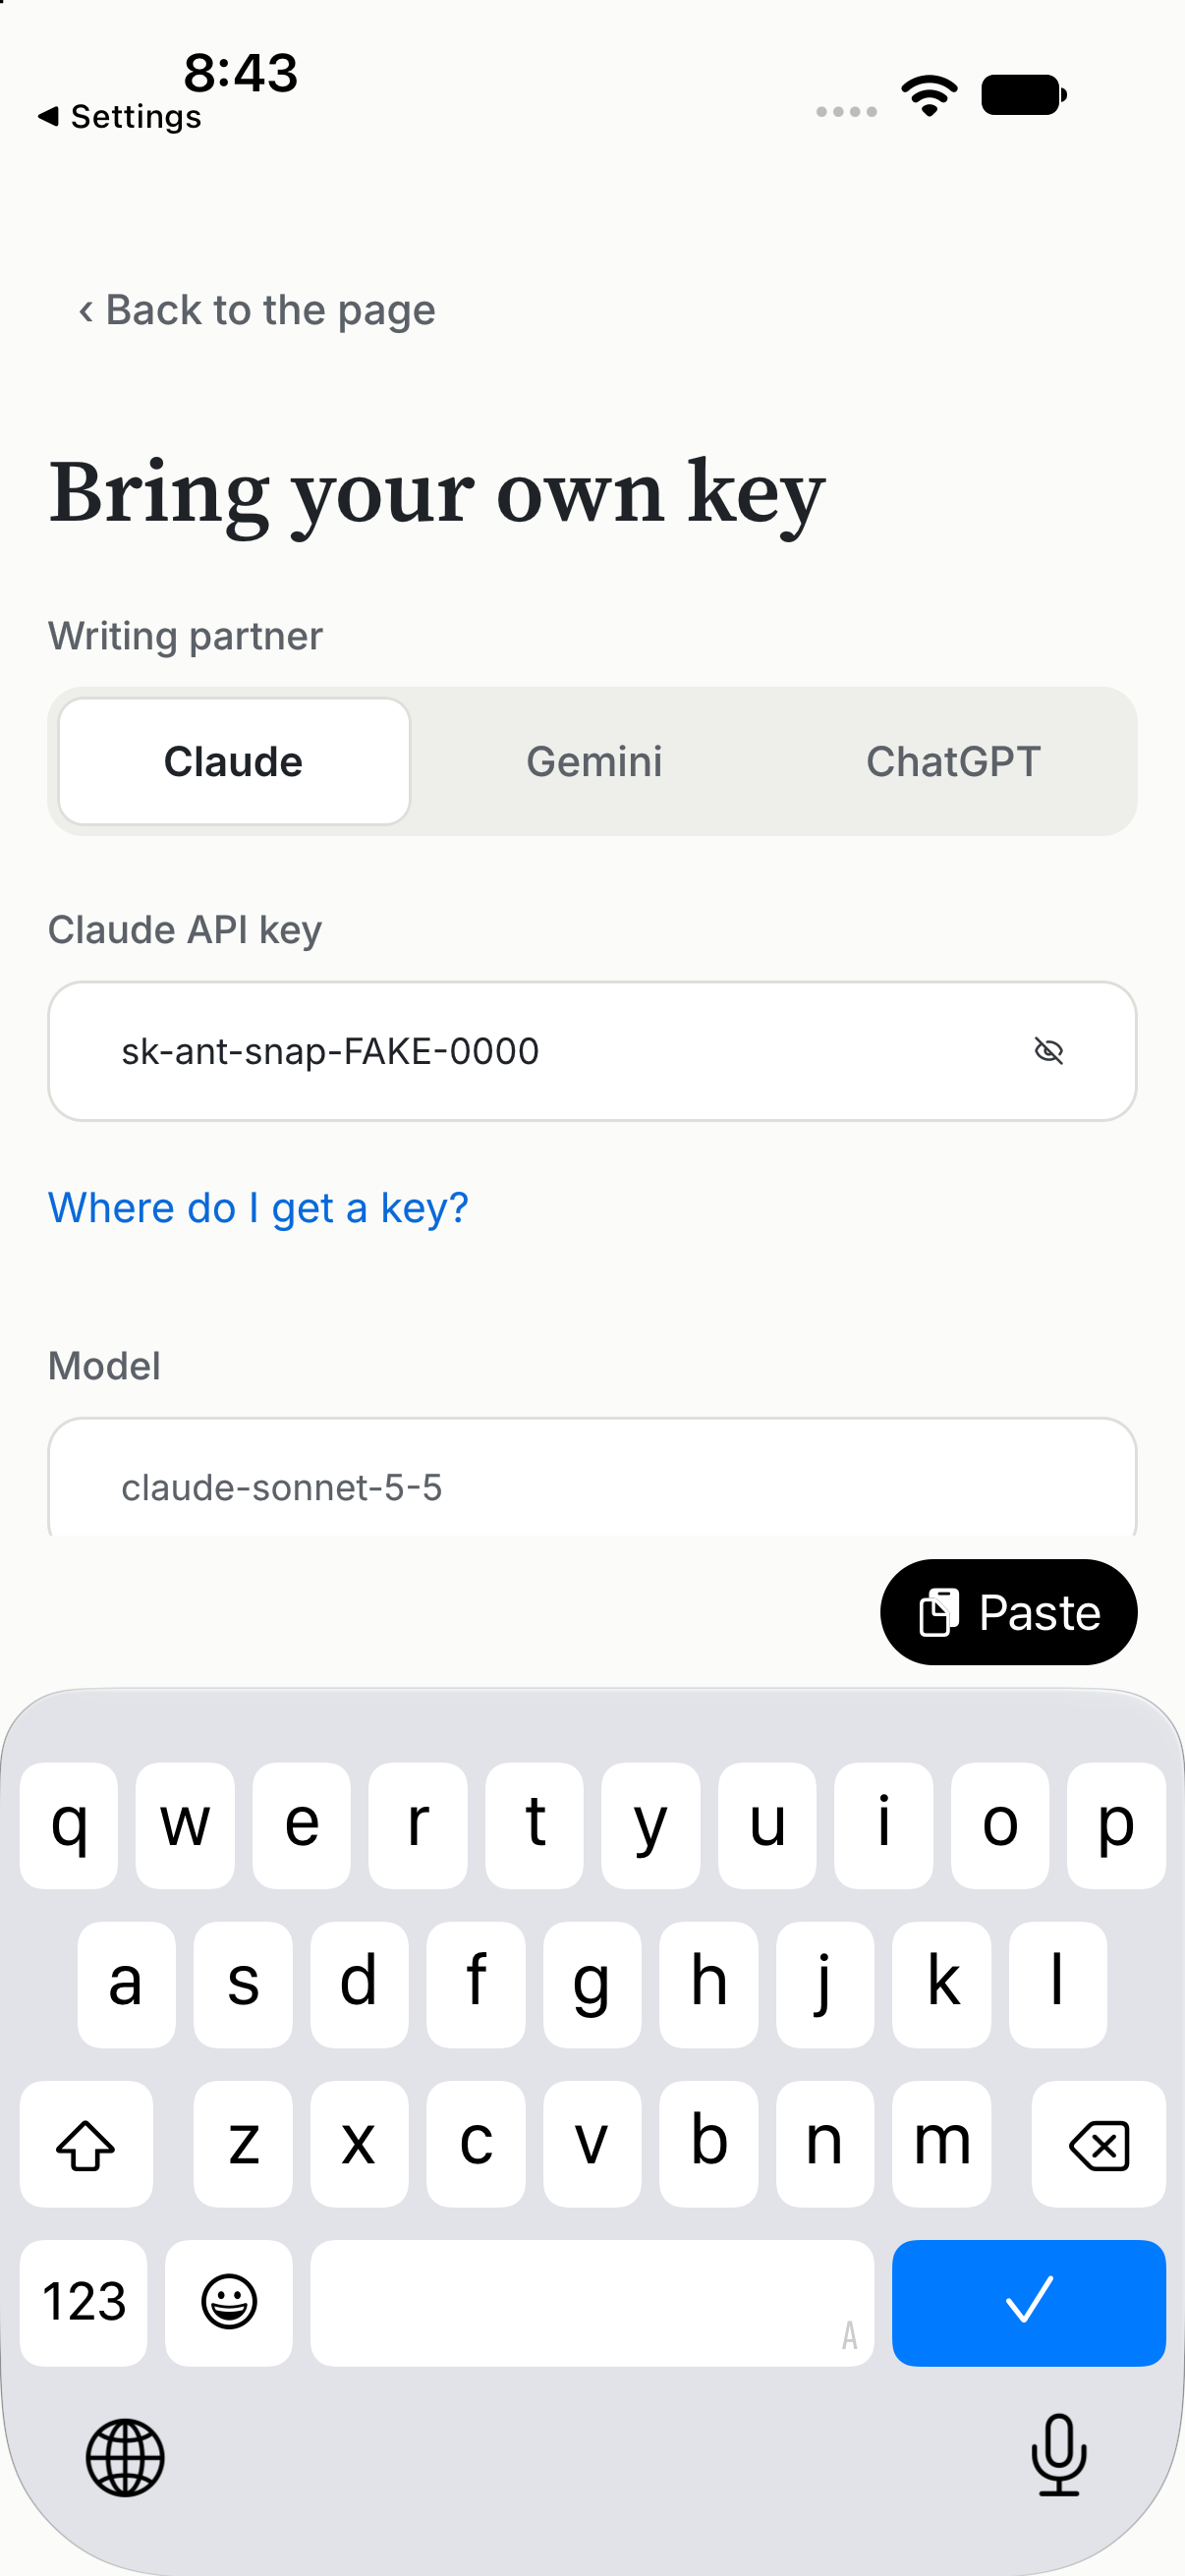 8:43
◀ Settings
‹ Back to the page
Bring your own key
Writing partner
Claude Gemini ChatGPT
Claude API key
sk-ant-snap-FAKE-0000
Where do I get a key?
Model
claude-sonnet-5-5
Paste
q w e r t y u i o p
a s d f g h j k l
z x c v b n m
123
A